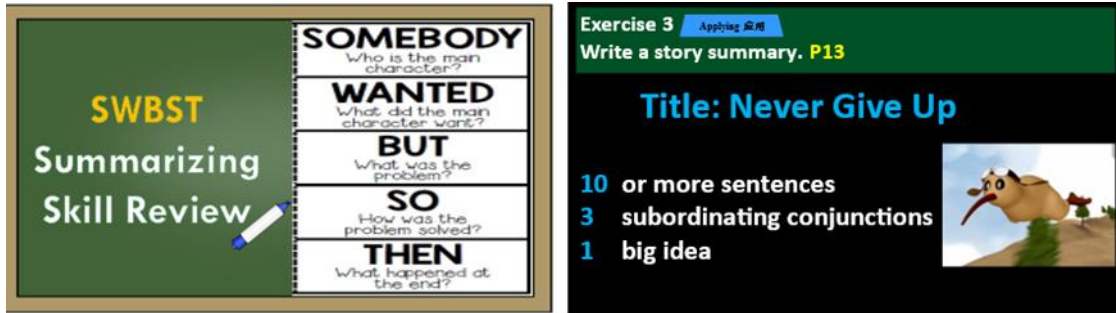 SWBST
Summarizing
Skill Review
SOMEBODY
Who is the main
character?
WANTED
What did the main
character want?
BUT
What was the
problem?
SO
How was the
problem solved?
THEN
What happened at
the end?
Exercise 3 Applying 应用
Write a story summary. P13
Title: Never Give Up
10 or more sentences
3 subordinating conjunctions
1 big idea